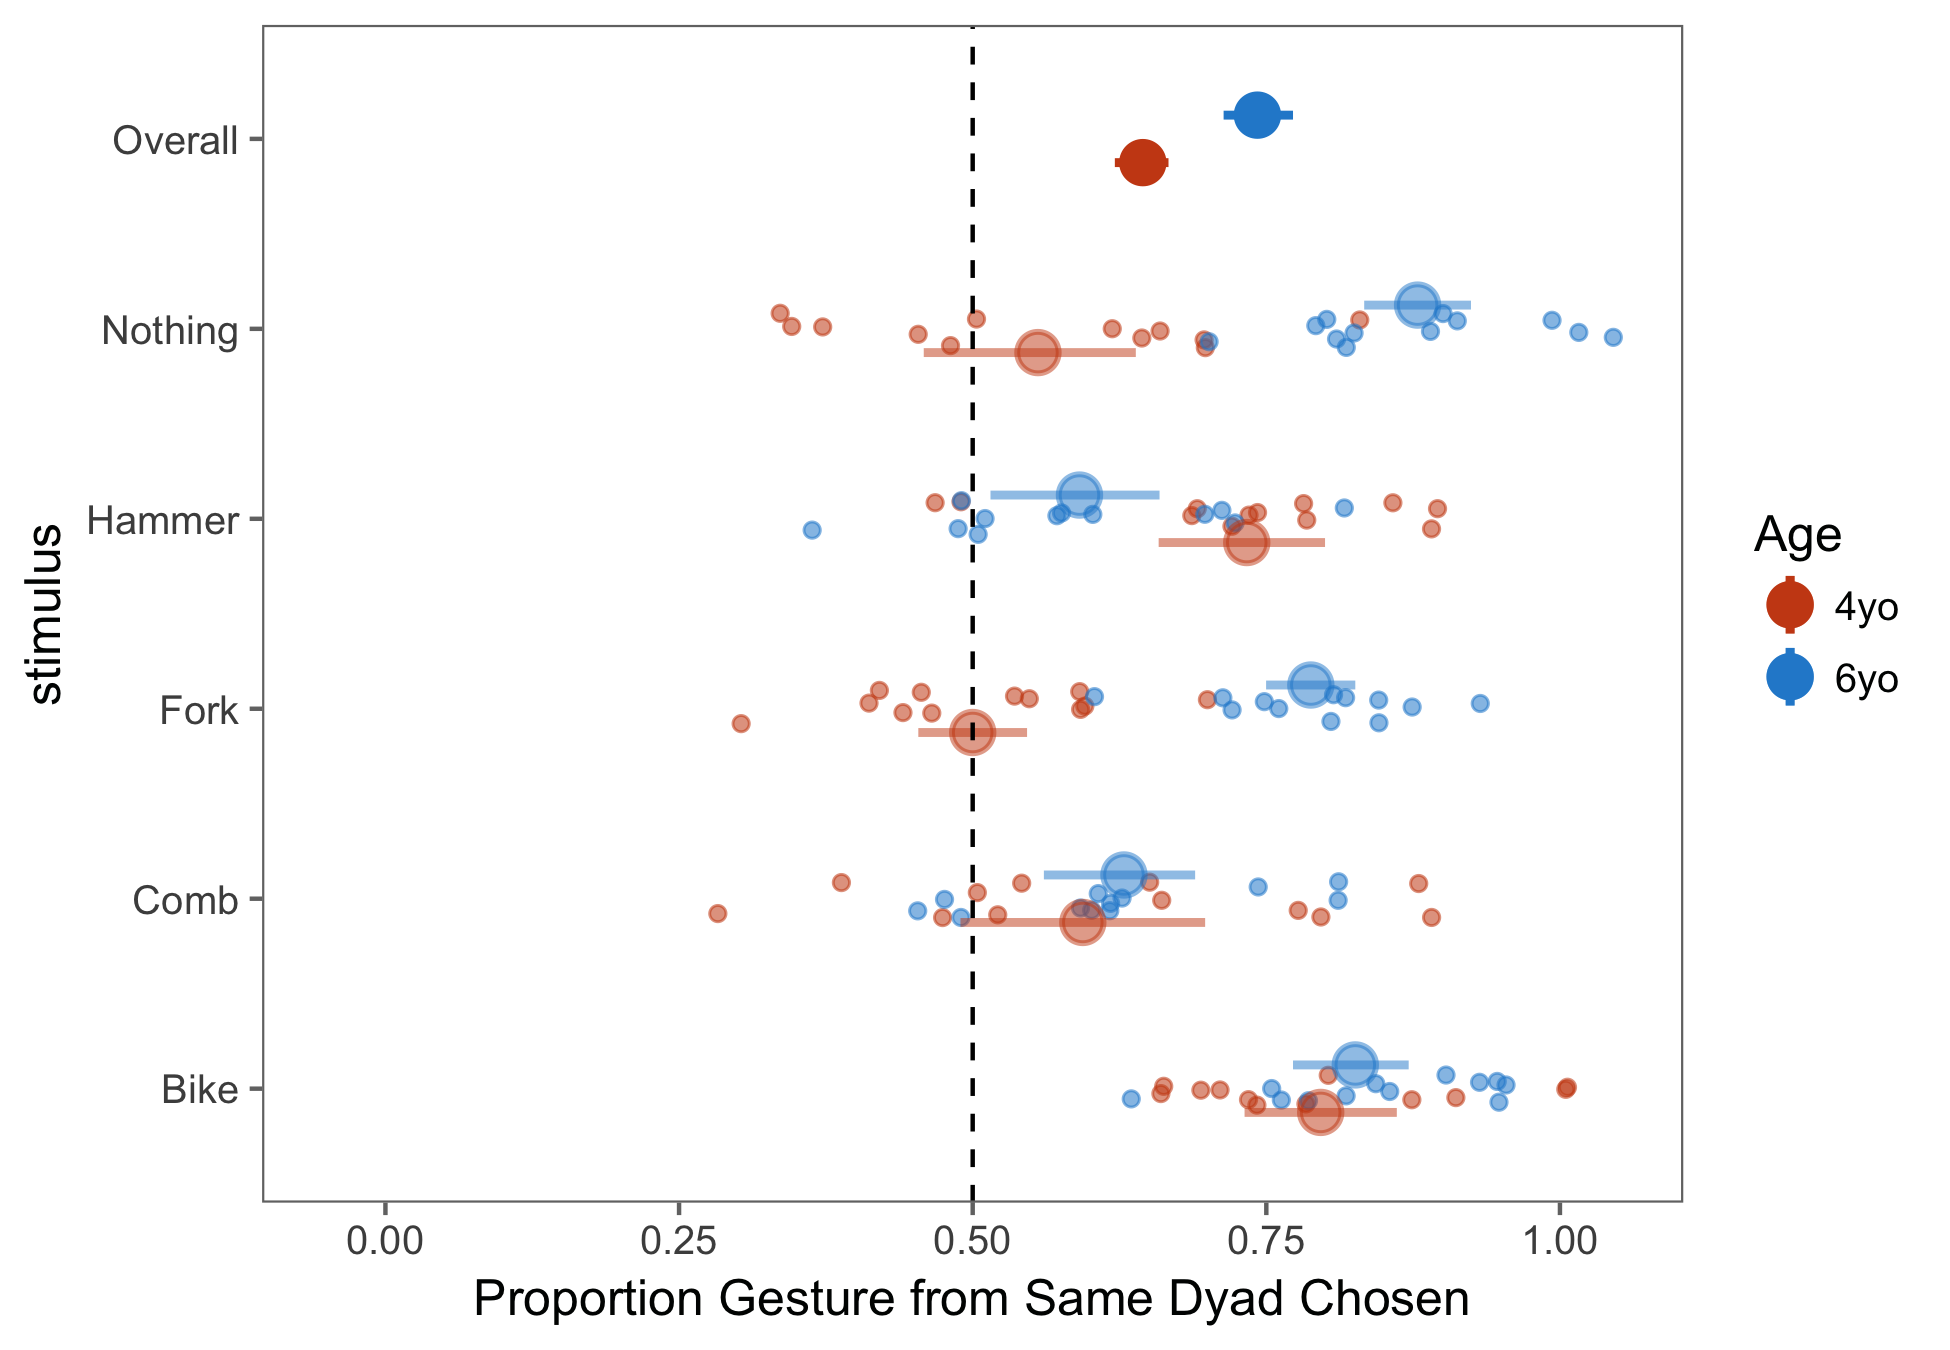 Overall
Nothing
Hammer
Fork
Comb
Bike
stimulus
0.00 0.25 0.50 0.75 1.00
Proportion Gesture from Same Dyad Chosen
Age
4yo
6yo